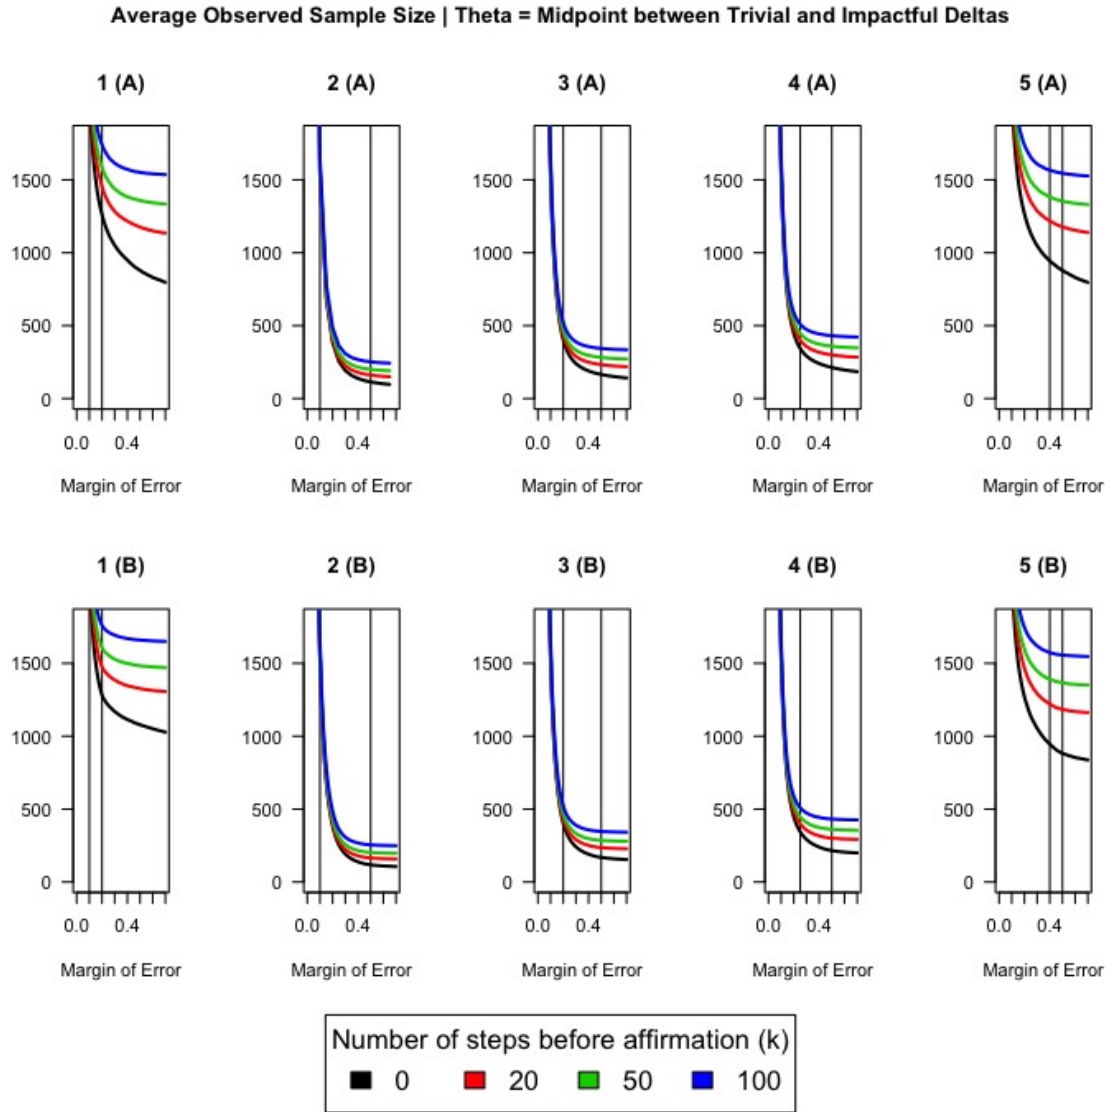 Average Observed Sample Size | Theta = Midpoint between Trivial and Impactful Deltas
1 (A)
1500
1000
500
0
0.0 0.4
Margin of Error
2 (A)
1500
1000
500
0
0.0 0.4
Margin of Error
3 (A)
1500
1000
500
0
0.0 0.4
Margin of Error
4 (A)
1500
1000
500
0
0.0 0.4
Margin of Error
5 (A)
1500
1000
500
0
0.0 0.4
Margin of Error
1 (B)
1500
1000
500
0
0.0 0.4
Margin of Error
2 (B)
1500
1000
500
0
0.0 0.4
Margin of Error
3 (B)
1500
1000
500
0
0.0 0.4
Margin of Error
4 (B)
1500
1000
500
0
0.0 0.4
Margin of Error
5 (B)
1500
1000
500
0
0.0 0.4
Margin of Error
Number of steps before affirmation (k)
0 20 50 100